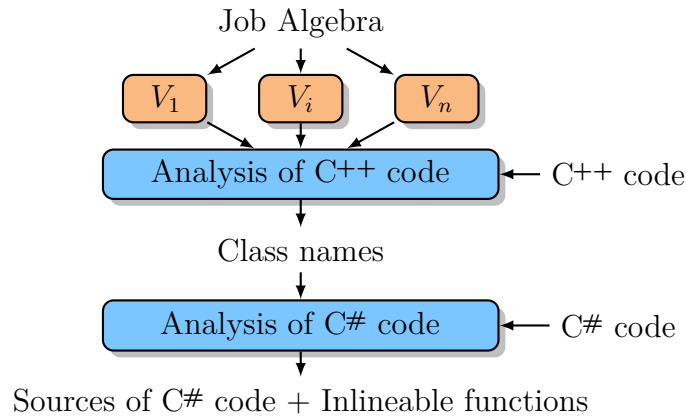 Job Algebra
V1 Vi Vn
Analysis of C++ code
C++ code
Class names
Analysis of C# code
C# code
Sources of C# code + Inlineable functions